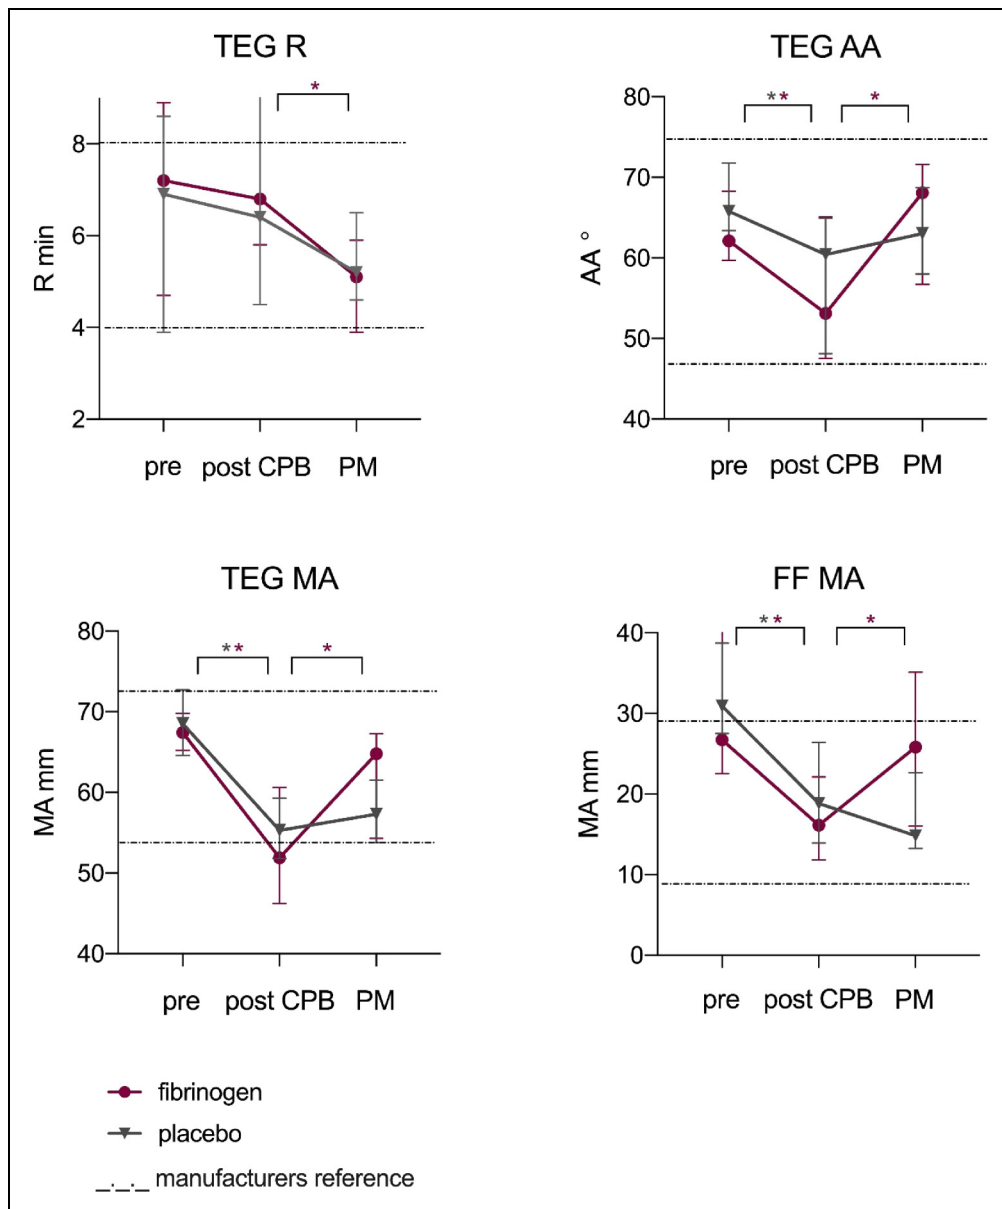 TEG R
*
8
6
4
2
R min
pre post CPB PM
TEG AA
* * *
80
70
60
50
40
AA °
pre post CPB PM
TEG MA
* * *
80
70
60
50
40
MA mm
pre post CPB PM
FF MA
* * *
40
30
20
10
0
MA mm
pre post CPB PM
fibrinogen
placebo
manufacturers reference